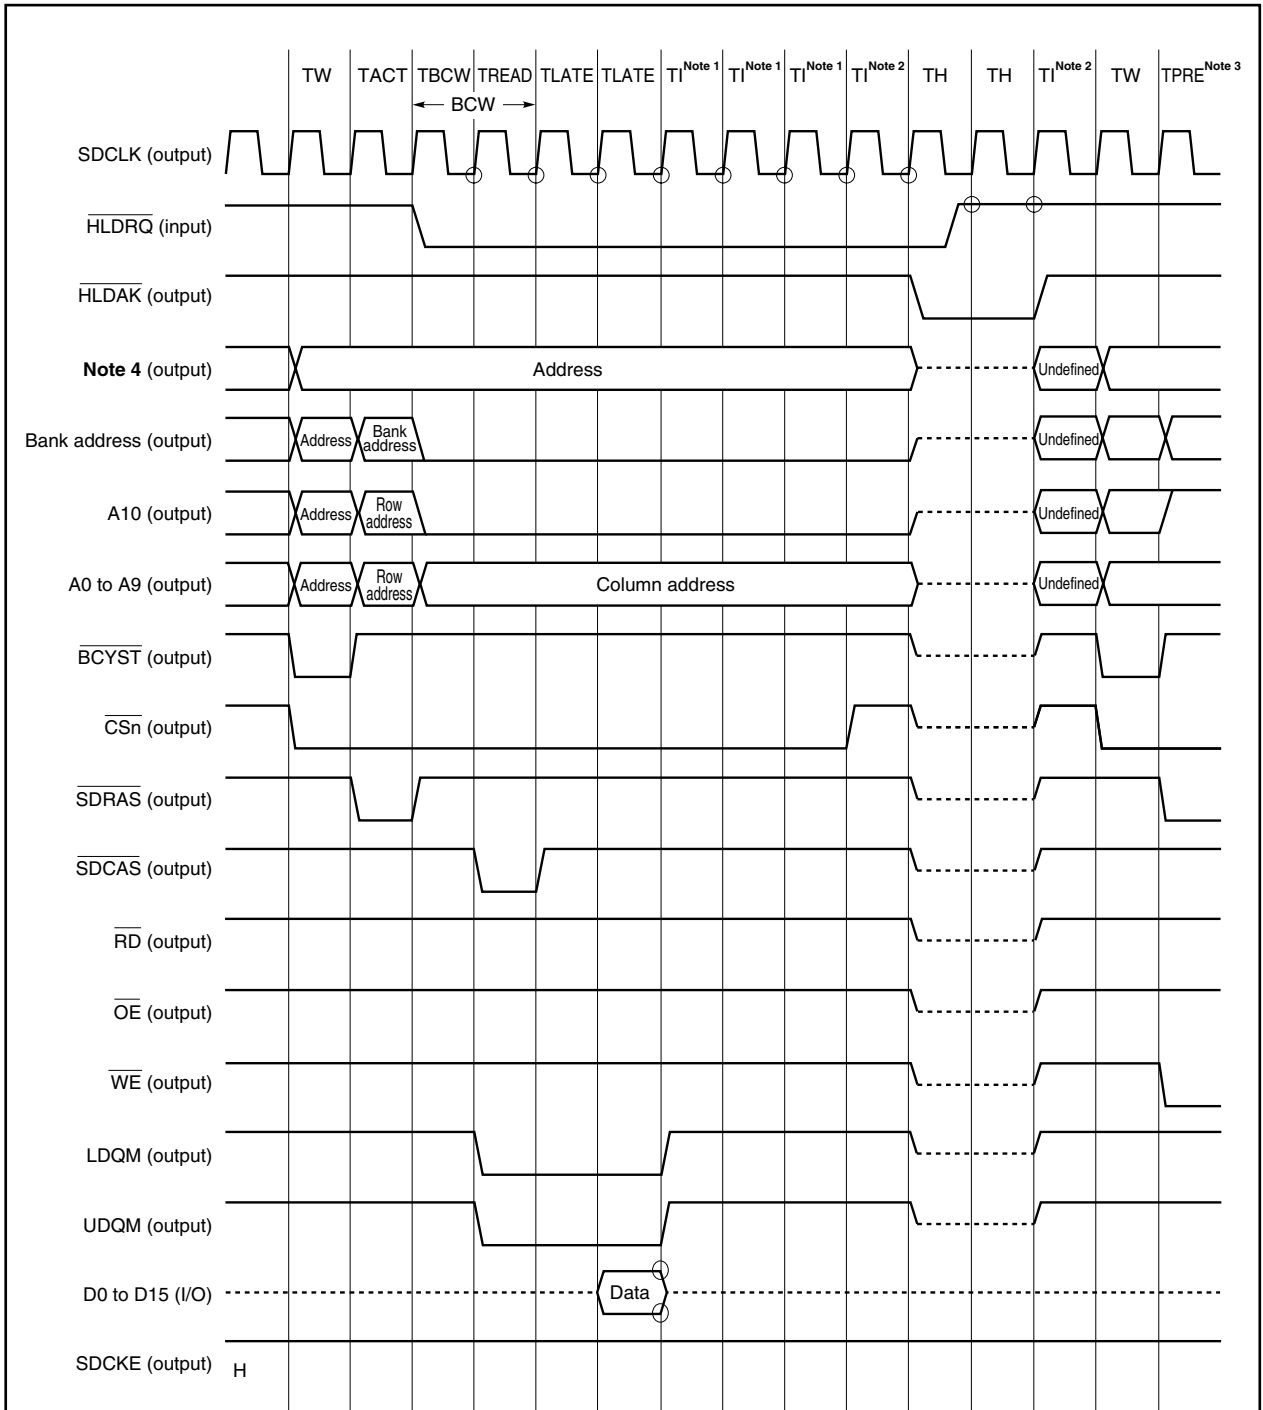 TW TACT TBCW TREAD TLATE TLATE TI Note 1 TI Note 1 TI Note 1 TI Note 2 TH TH TI Note 2 TW TPRE Note 3
BCW
SDCLK (output)
HLDRQ (input)
HLDAK (output)
Note 4 (output) Address Undefined
Bank address (output) Address Bank address Undefined
A10 (output) Address Row address Undefined
A0 to A9 (output) Address Row address Column address Undefined
BCYST (output)
CSn (output)
SDRAS (output)
SDCAS (output)
RD (output)
OE (output)
WE (output)
LDQM (output)
UDQM (output)
D0 to D15 (I/O) Data
SDCKE (output) H